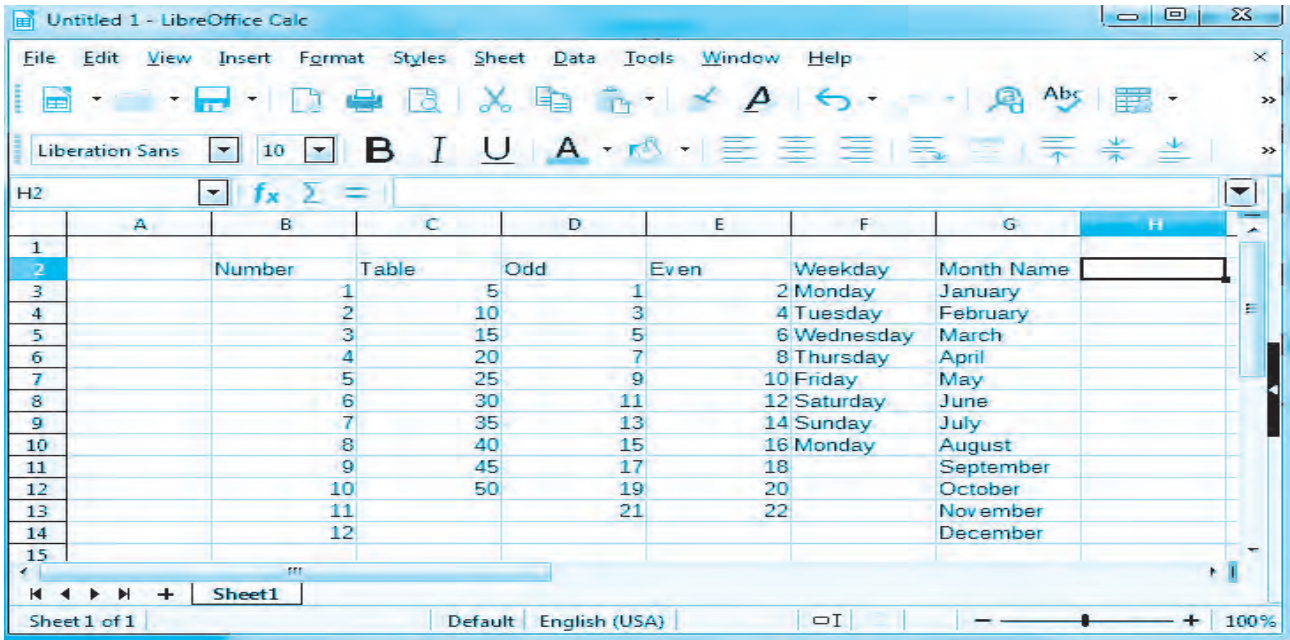 Untitled 1 - LibreOffice Calc
File Edit View Insert Format Styles Sheet Data Tools Window Help
Abc
Liberation Sans 10 B I U A
H2 fx Σ =
A B C D E F G H
1
2 Number Table Odd Even Weekday Month Name
3 1 5 1 2 Monday January
4 2 10 3 4 Tuesday February
5 3 15 5 6 Wednesday March
6 4 20 7 8 Thursday April
7 5 25 9 10 Friday May
8 6 30 11 12 Saturday June
9 7 35 13 14 Sunday July
10 8 40 15 16 Monday August
11 9 45 17 18 September
12 10 50 19 20 October
13 11 21 22 November
14 12 December
15
Sheet1
Sheet 1 of 1 Default English (USA) 100%